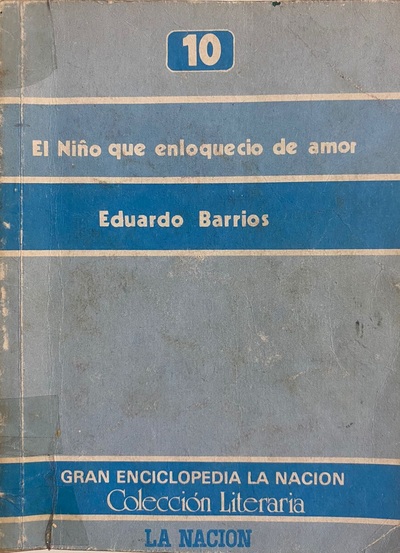 10
El Niño que enloquecio de amor
Eduardo Barrios
GRAN ENCICLOPEDIA LA NACION
Colección Literaria
LA NACION